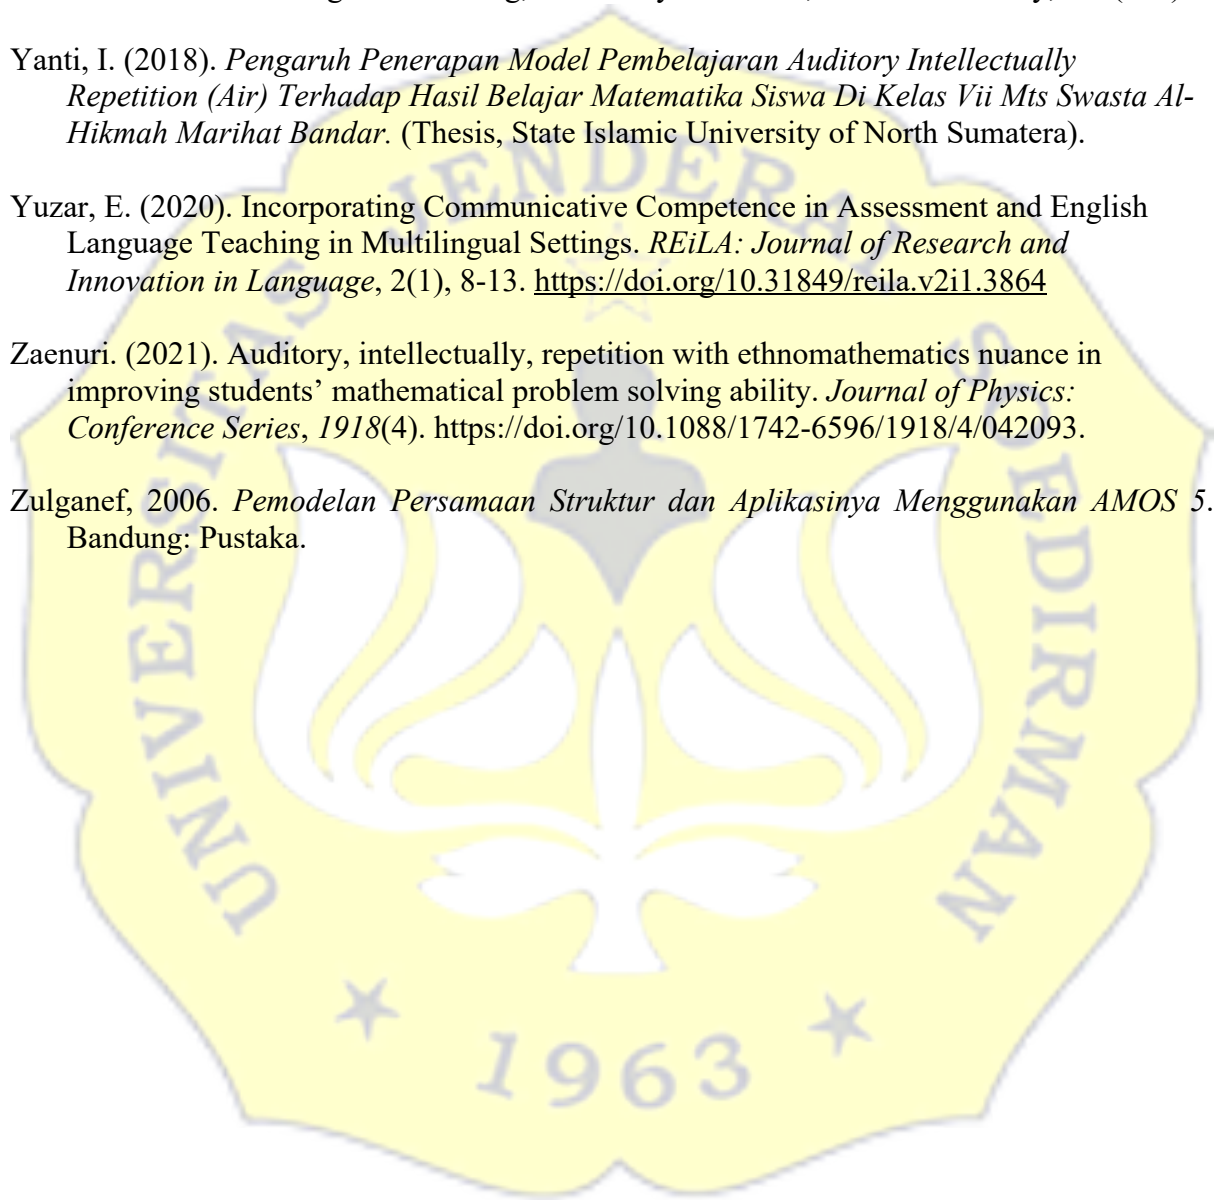 Yanti, I. (2018). Pengaruh Penerapan Model Pembelajaran Auditory Intellectually
Repetition (Air) Terhadap Hasil Belajar Matematika Siswa Di Kelas Vii Mts Swasta Al-
Hikmah Marihat Bandar. (Thesis, State Islamic University of North Sumatera).
Yuzar, E. (2020). Incorporating Communicative Competence in Assessment and English
Language Teaching in Multilingual Settings. REiLA: Journal of Research and
Innovation in Language, 2(1), 8-13. https://doi.org/10.31849/reila.v2i1.3864
Zaenuri. (2021). Auditory, intellectually, repetition with ethnomathematics nuance in
improving students’ mathematical problem solving ability. Journal of Physics:
Conference Series, 1918(4). https://doi.org/10.1088/1742-6596/1918/4/042093.
Zulganef, 2006. Pemodelan Persamaan Struktur dan Aplikasinya Menggunakan AMOS 5.
Bandung: Pustaka.
UNIVERSITAS JENDERAL SOEDIRMAN
1963